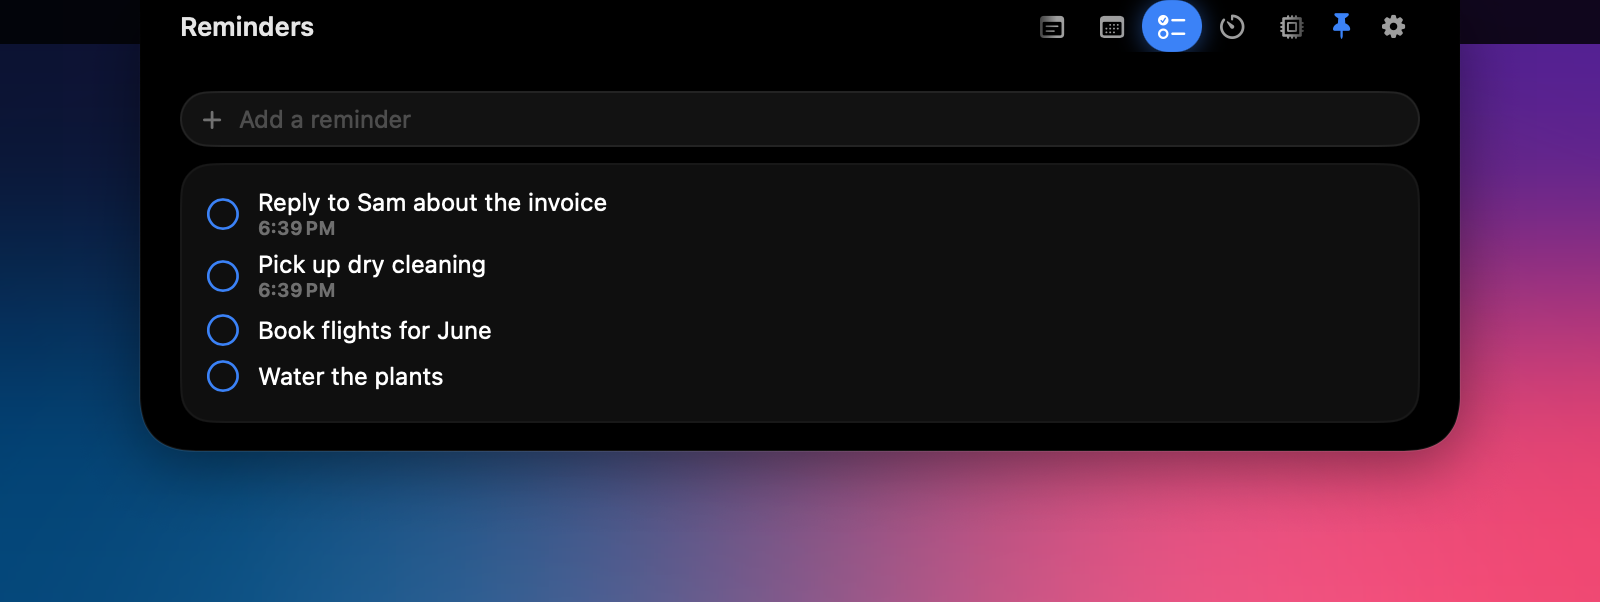 Reminders
Add a reminder
Reply to Sam about the invoice
6:39 PM
Pick up dry cleaning
6:39 PM
Book flights for June
Water the plants